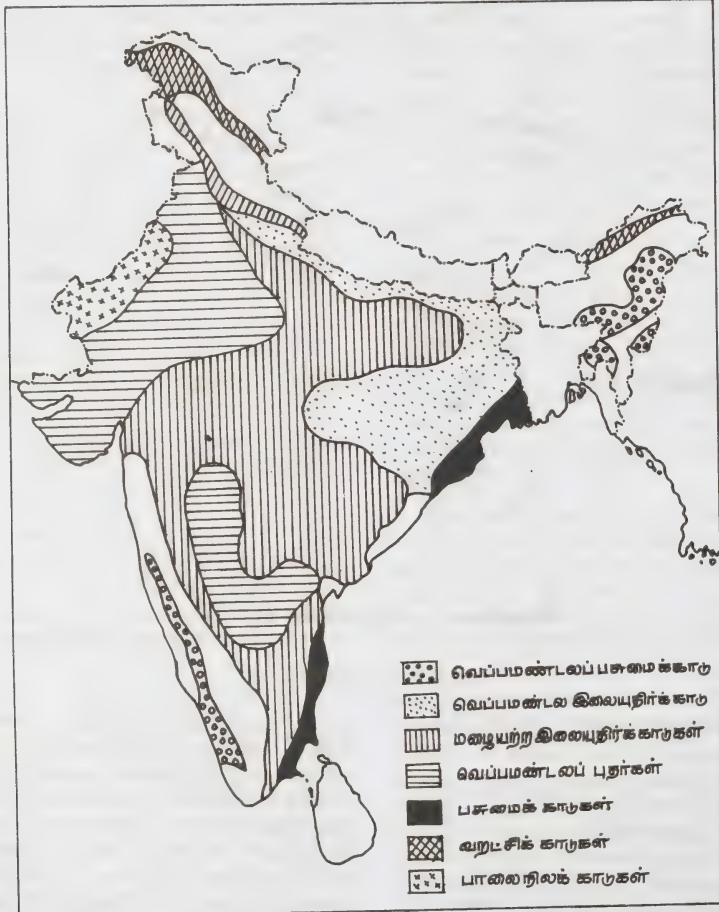 வெப்பமண்டலப் பசுமைக்காடு
வெப்பமண்டல இலையுதிர்க்காடு
மழையற்ற இலையுதிர்க்காடுகள்
வெப்பமண்டலப் புதர்கள்
பசுமைக் காடுகள்
வறட்சிக் காடுகள்
பாலைநிலக் காடுகள்